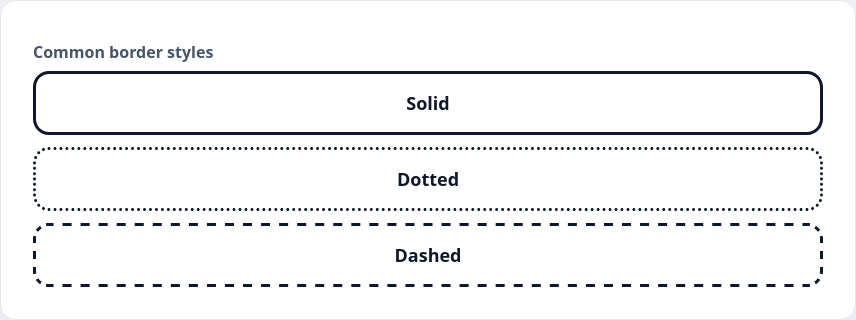 Common border styles
Solid
Dotted
Dashed